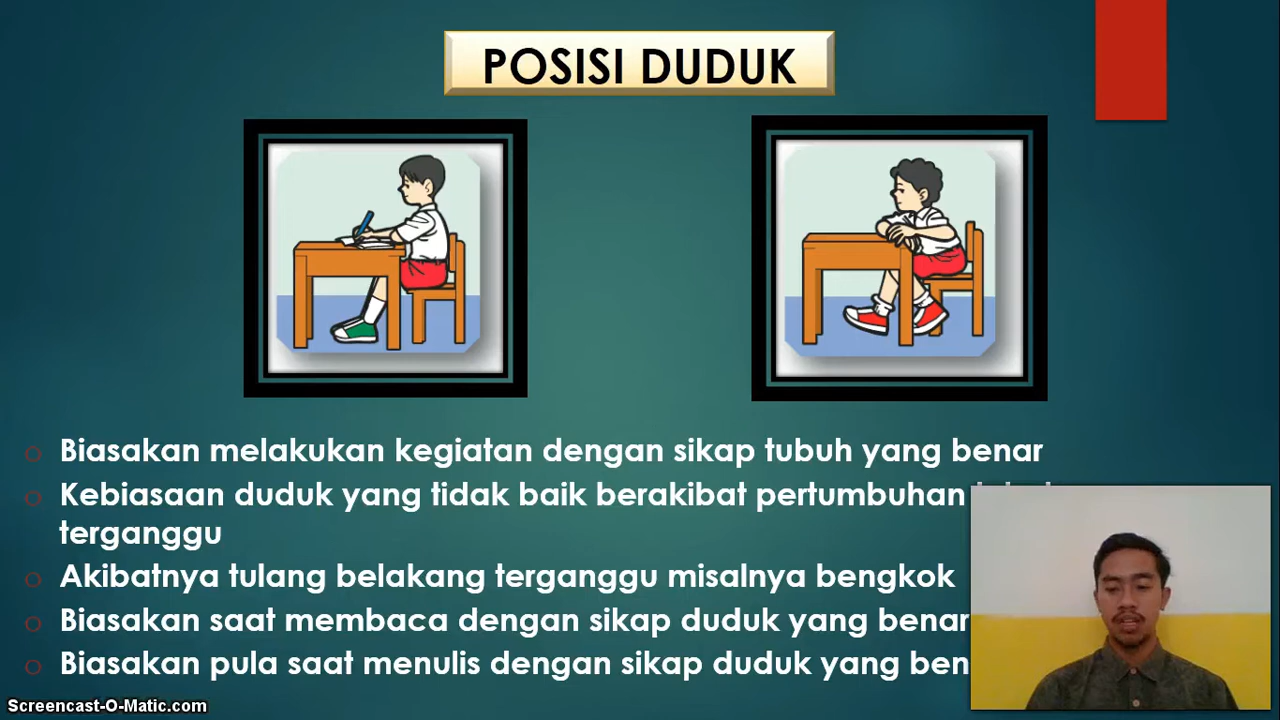 POSISI DUDUK
Biasakan melakukan kegiatan dengan sikap tubuh yang benar
Kebiasaan duduk yang tidak baik berakibat pertumbuhan
terganggu
Akibatnya tulang belakang terganggu misalnya bengkok
Biasakan saat membaca dengan sikap duduk yang benar
Biasakan pula saat menulis dengan sikap duduk yang ben
Screencast-O-Matic.com